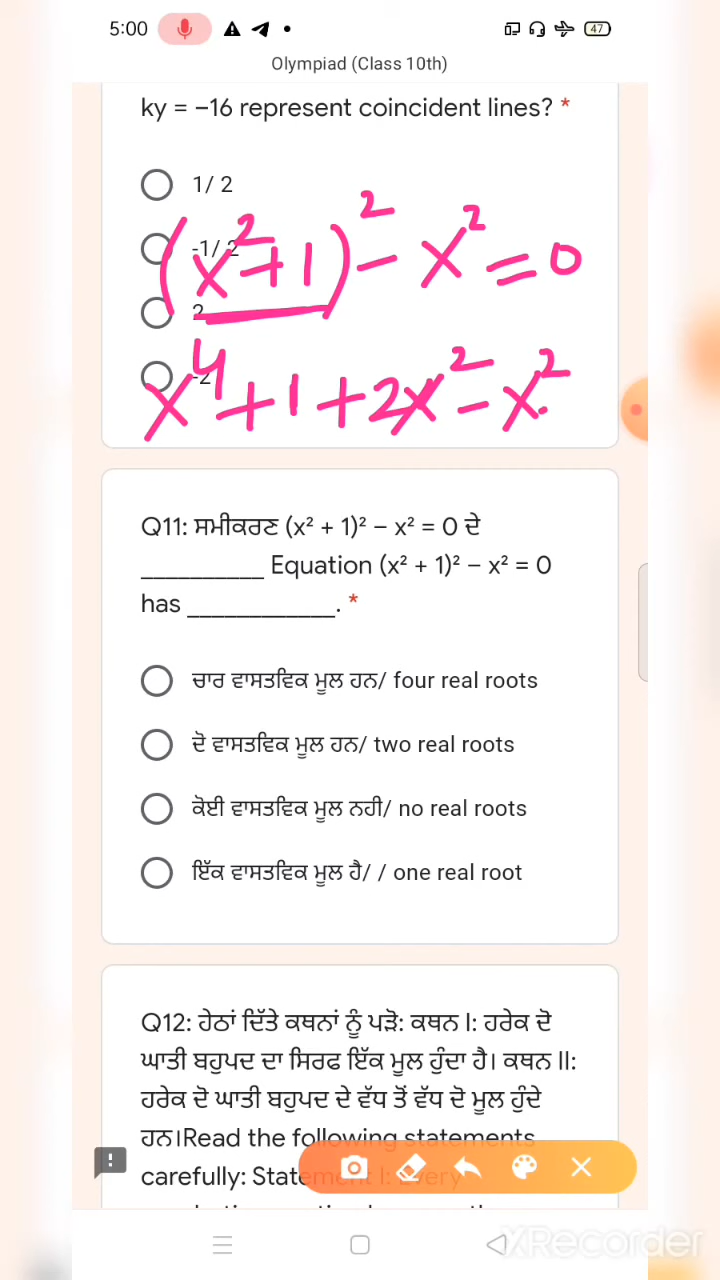 5:00
47
Olympiad (Class 10th)
ky = −16 represent coincident lines? *
1/ 2
-1/ 2
2
-2
(x²+1)² − x² = 0
x⁴+1+2x²−x²
Q11: ਸਮੀਕਰਣ (x² + 1)² − x² = 0 ਦੇ
__________ Equation (x² + 1)² − x² = 0
has ____________. *
ਚਾਰ ਵਾਸਤਵਿਕ ਮੂਲ ਹਨ/ four real roots
ਦੋ ਵਾਸਤਵਿਕ ਮੂਲ ਹਨ/ two real roots
ਕੋਈ ਵਾਸਤਵਿਕ ਮੂਲ ਨਹੀ/ no real roots
ਇੱਕ ਵਾਸਤਵਿਕ ਮੂਲ ਹੈ/ / one real root
Q12: ਹੇਠਾਂ ਦਿੱਤੇ ਕਥਨਾਂ ਨੂੰ ਪੜੋ: ਕਥਨ I: ਹਰੇਕ ਦੋ
ਘਾਤੀ ਬਹੁਪਦ ਦਾ ਸਿਰਫ ਇੱਕ ਮੂਲ ਹੁੰਦਾ ਹੈ। ਕਥਨ II:
ਹਰੇਕ ਦੋ ਘਾਤੀ ਬਹੁਪਦ ਦੇ ਵੱਧ ਤੋਂ ਵੱਧ ਦੋ ਮੂਲ ਹੁੰਦੇ
ਹਨ।Read the following statements
carefully: Statement I: Every
XRecorder